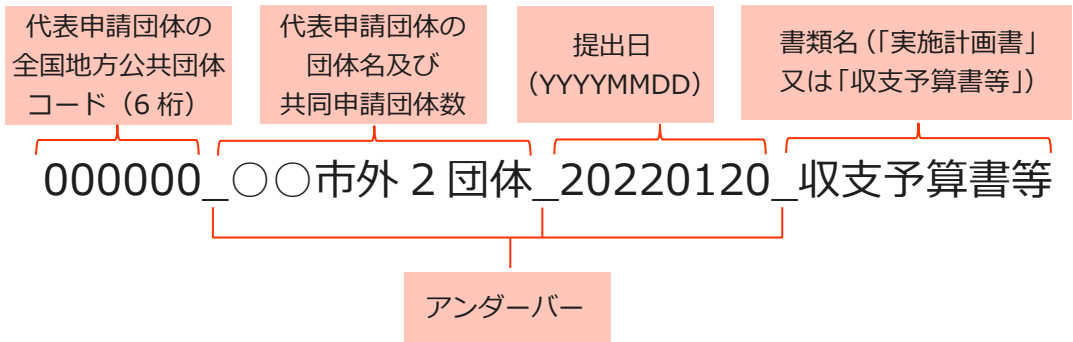 代表申請団体の
全国地方公共団体
コード（6 桁）
代表申請団体の
団体名及び
共同申請団体数
提出日
（YYYYMMDD）
書類名（「実施計画書」
又は「収支予算書等」）
000000_○○市外 2 団体_20220120_収支予算書等
アンダーバー